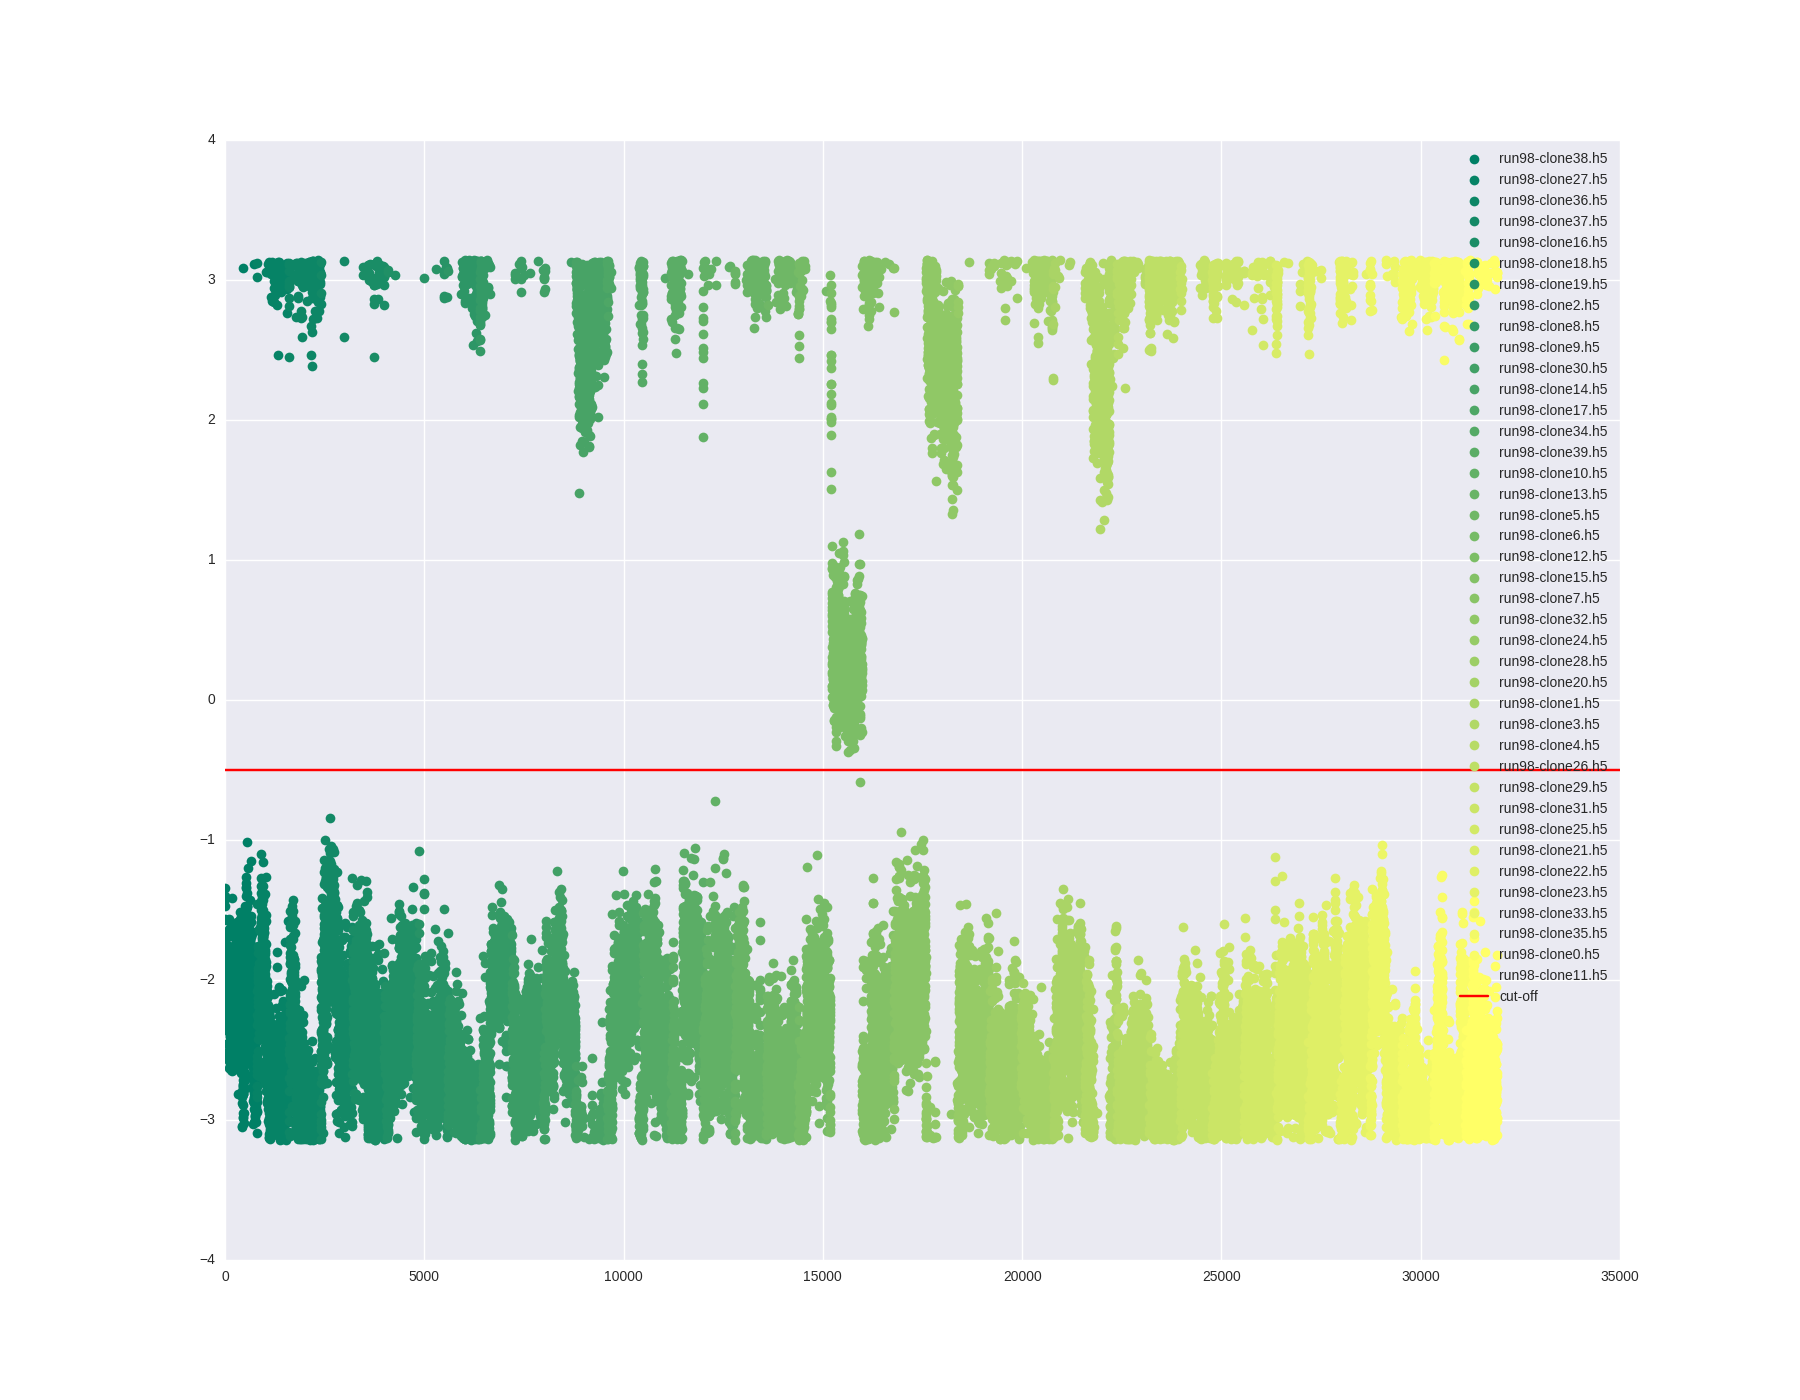 4
3
2
1
0
−1
−2
−3
−4
0
5000
10000
15000
20000
25000
30000
35000
run98-clone38.h5
run98-clone27.h5
run98-clone36.h5
run98-clone37.h5
run98-clone16.h5
run98-clone18.h5
run98-clone19.h5
run98-clone2.h5
run98-clone8.h5
run98-clone9.h5
run98-clone30.h5
run98-clone14.h5
run98-clone17.h5
run98-clone34.h5
run98-clone39.h5
run98-clone10.h5
run98-clone13.h5
run98-clone5.h5
run98-clone6.h5
run98-clone12.h5
run98-clone15.h5
run98-clone7.h5
run98-clone32.h5
run98-clone24.h5
run98-clone28.h5
run98-clone20.h5
run98-clone1.h5
run98-clone3.h5
run98-clone4.h5
run98-clone26.h5
run98-clone29.h5
run98-clone31.h5
run98-clone25.h5
run98-clone21.h5
run98-clone22.h5
run98-clone23.h5
run98-clone33.h5
run98-clone35.h5
run98-clone0.h5
run98-clone11.h5
cut-off